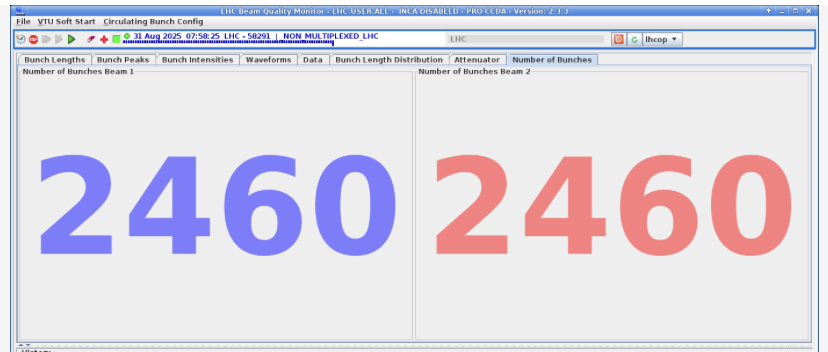 LHC Beam Quality Monitor - LHC.USER.ALL - INCA DISABLED - PRO CCDA - Version: 2.3.3
File VTU Soft Start Circulating Bunch Config
31 Aug 2025 07:58:25 LHC - 58291 | NON MULTIPLEXED_LHC LHC lhcop
Bunch Lengths Bunch Peaks Bunch Intensities Waveforms Data Bunch Length Distribution Attenuator Number of Bunches
Number of Bunches Beam 1 Number of Bunches Beam 2
2460 2460
History